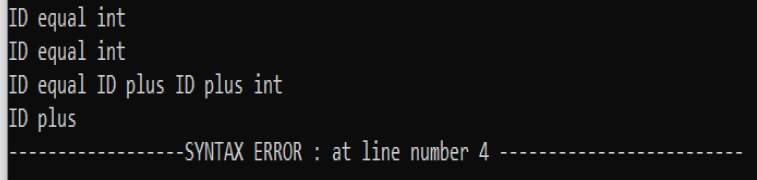 ID equal int
ID equal int
ID equal ID plus ID plus int
ID plus
------------------SYNTAX ERROR : at line number 4 -------------------------